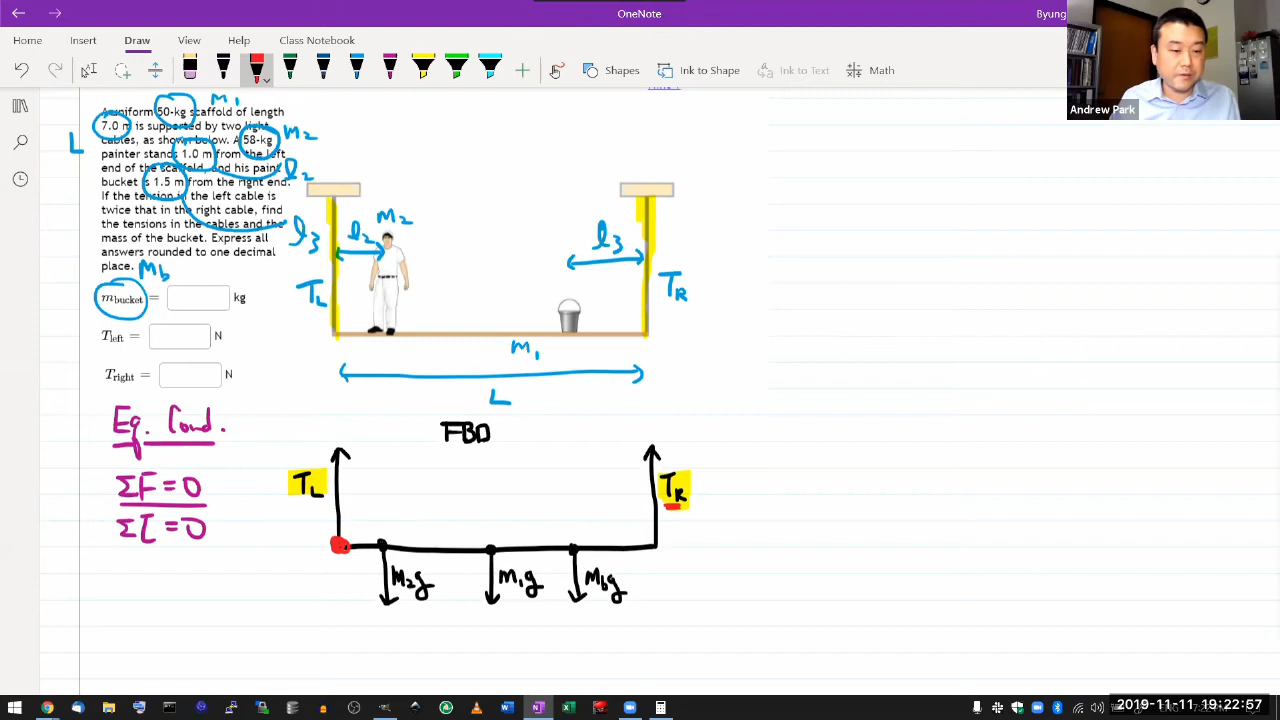 OneNote
Byung
Home Insert Draw View Help Class Notebook
Shapes Ink to Shape Ink to Text Math
Andrew Park
A uniform 50-kg scaffold of length
7.0 m is supported by two light
cables, as shown below. A 58-kg
painter stands 1.0 m from the left
end of the scaffold, and his paint
bucket is 1.5 m from the right end.
If the tension in the left cable is
twice that in the right cable, find
the tensions in the cables and the
mass of the bucket. Express all
answers rounded to one decimal
place.
m1
L
m2
l2
l3
mb
m_bucket = kg
T_left = N
T_right = N
m2
l2
l3
TL
TR
m1
L
Eq. Cond.
ΣF = 0
Στ = 0
FBD
TL
TR
m2g
m1g
mbg
2019-11-11 19:22:57